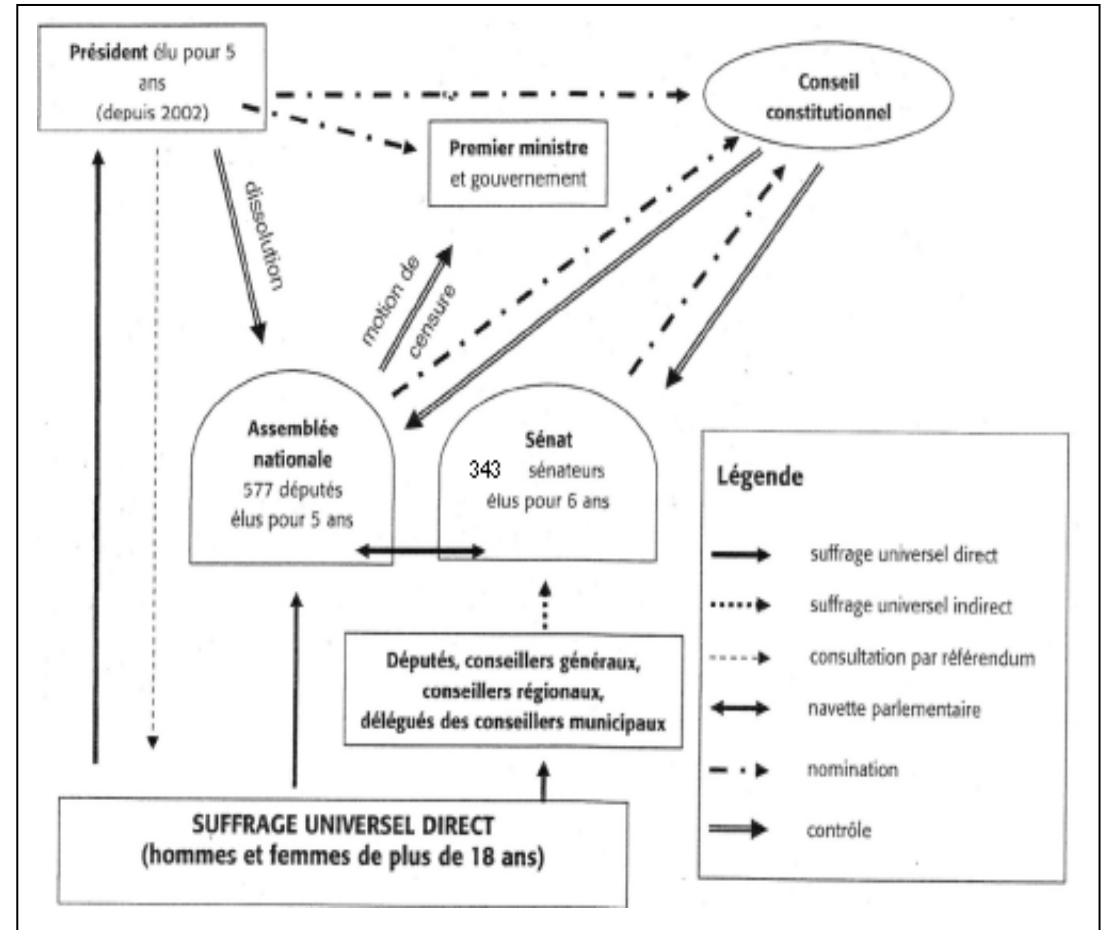 Président élu pour 5
ans
(depuis 2002)
Conseil
constitutionnel
Premier ministre
et gouvernement
dissolution
motion de
censure
Assemblée
nationale
577 députés
élus pour 5 ans
Sénat
343 sénateurs
élus pour 6 ans
Députés, conseillers généraux,
conseillers régionaux,
délégués des conseillers municipaux
SUFFRAGE UNIVERSEL DIRECT
(hommes et femmes de plus de 18 ans)
Légende
suffrage universel direct
suffrage universel indirect
consultation par référendum
navette parlementaire
nomination
contrôle